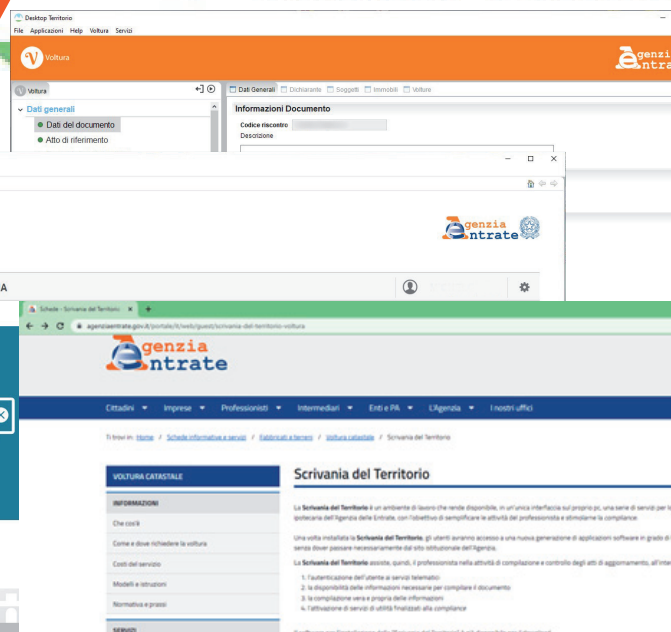 Desktop Territorio
File Applicazioni Help Voltura Servizi
V Voltura
Agenzia
Entrate
V Voltura
Dati Generali Dichiarante Soggetti Immobili Volture
Dati generali
Dati del documento
Atto di riferimento
Informazioni Documento
Codice riscontro
Descrizione
Agenzia
Entrate
A
Schede - Scrivania del Territorio
agenziaentrate.gov.it/portale/it/web/guest/scrivania-del-territorio-voltura
Agenzia
Entrate
Cittadini Imprese Professionisti Intermediari Enti e PA L'Agenzia I nostri uffici
Ti trovi in: Home / Schede informative e servizi / Fabbricati e terreni / Voltura catastale / Scrivania del Territorio
VOLTURA CATASTALE
INFORMAZIONI
Che cos'è
Come e dove richiedere la voltura
Costi del servizio
Modelli e istruzioni
Normativa e prassi
SERVIZI
Scrivania del Territorio
La Scrivania del Territorio è un ambiente di lavoro che rende disponibile, in un'unica interfaccia sul proprio pc, una serie di servizi per le
ipotecaria dell'Agenzia delle Entrate, con l'obiettivo di semplificare le attività del professionista e stimolarne la compliance.
Una volta installata la Scrivania del Territorio, gli utenti avranno accesso a una nuova generazione di applicazioni software in grado di
senza dover passare necessariamente dal sito istituzionale dell'Agenzia.
La Scrivania del Territorio assiste, quindi, il professionista nella attività di compilazione e controllo degli atti di aggiornamento, all'inter
1. l'autenticazione dell'utente ai servizi telematici
2. la disponibilità delle informazioni necessarie per compilare il documento
3. la compilazione vera e propria delle informazioni
4. l'attivazione di servizi di utilità finalizzati alla compliance